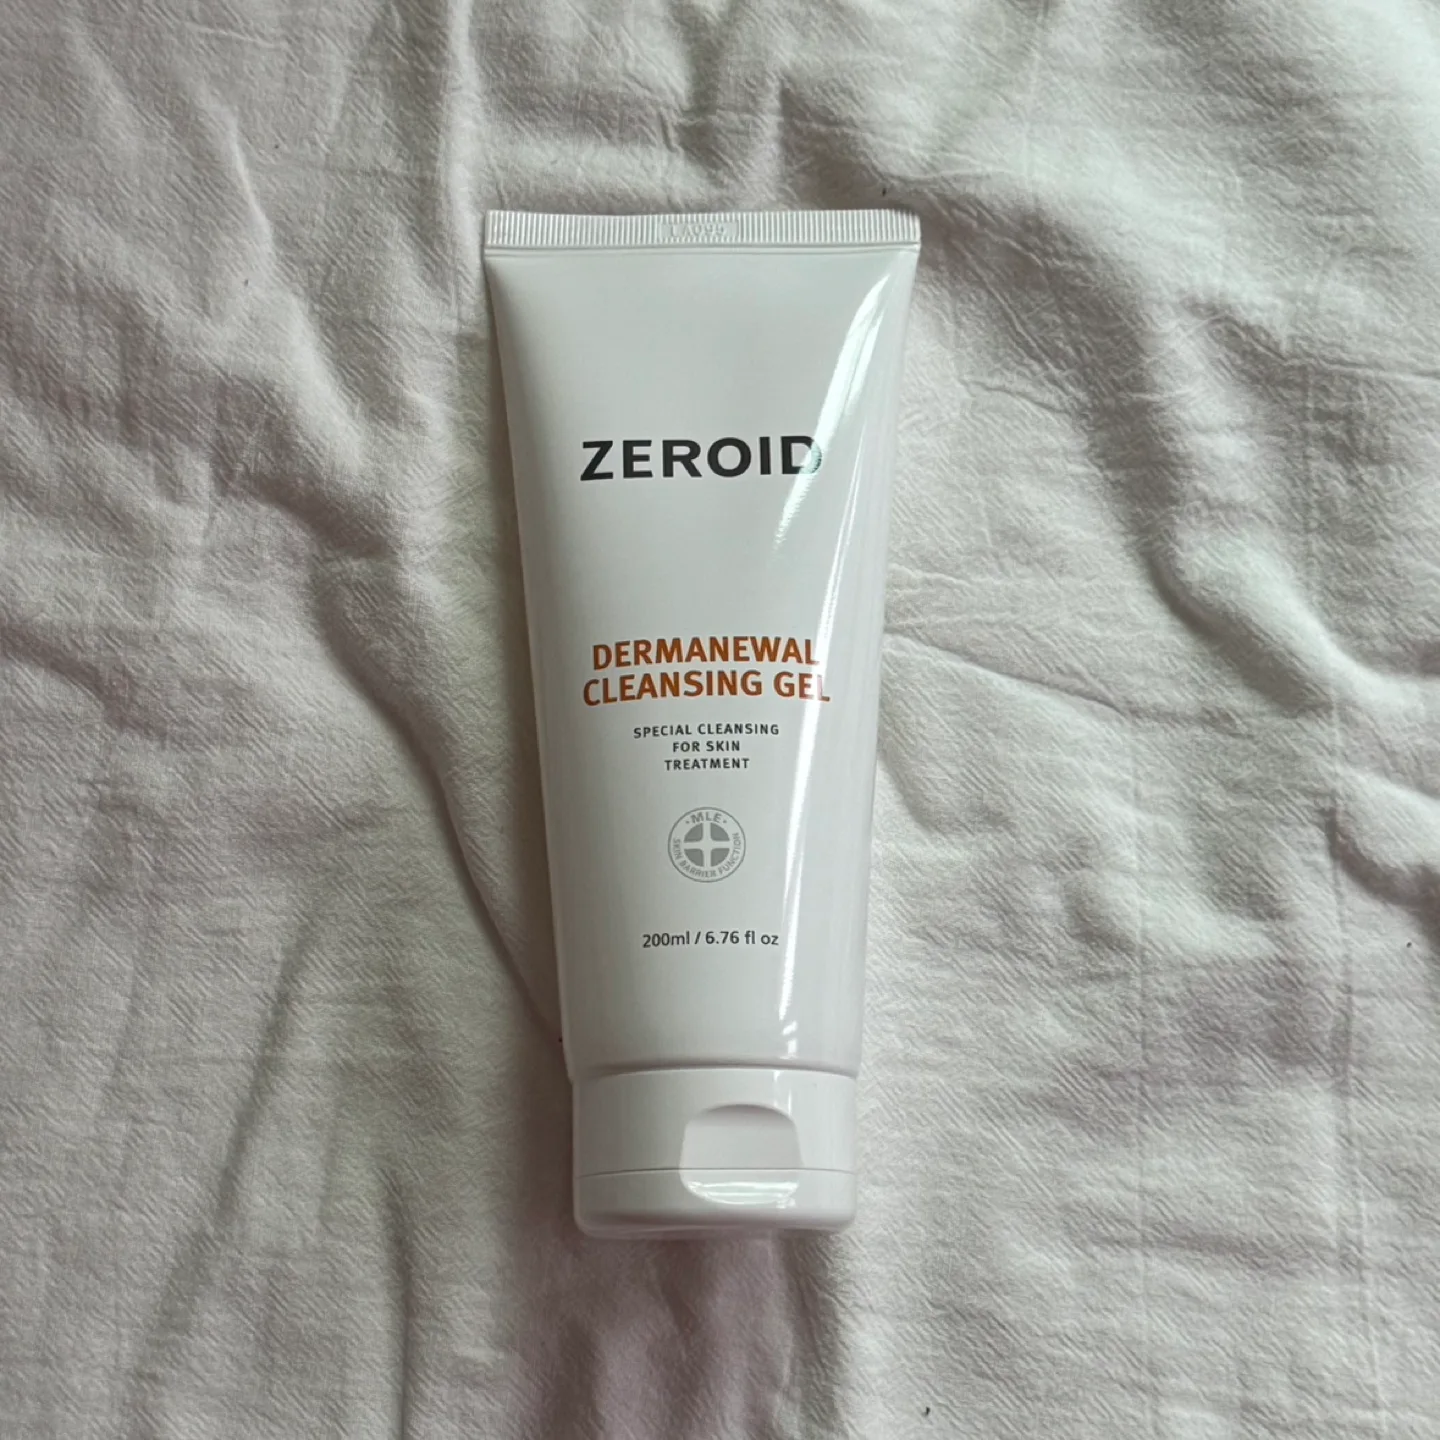 ZEROID
DERMANEWAL
CLEANSING GEL
SPECIAL CLEANSING
FOR SKIN
TREATMENT
·MLE·
SKIN BARRIER FUNCTION
200ml / 6.76 fl oz